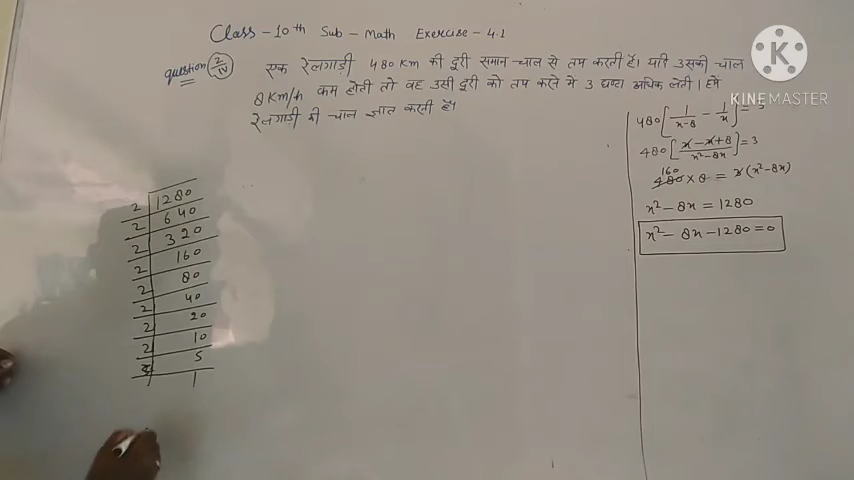 Class - 10th Sub - Math Exercise - 4.1
question 2/IV एक रेलगाड़ी 480 Km की दूरी समान चाल से तय करती है। यदि उसकी चाल
8 Km/h कम होती तो वह उसी दूरी को तय करने मे 3 घण्टा अधिक लेती। हमें
रेलगाड़ी की चाल ज्ञात करती है।
K
KINEMASTER
480[1/(x-8) - 1/x] = 3
480[(x-x+8)/(x²-8x)] = 3
160
480 × 8 = 3(x²-8x)
x² - 8x = 1280
x² - 8x - 1280 = 0
2 1280
2 640
2 320
2 160
2 80
2 40
2 20
2 10
5 5
1